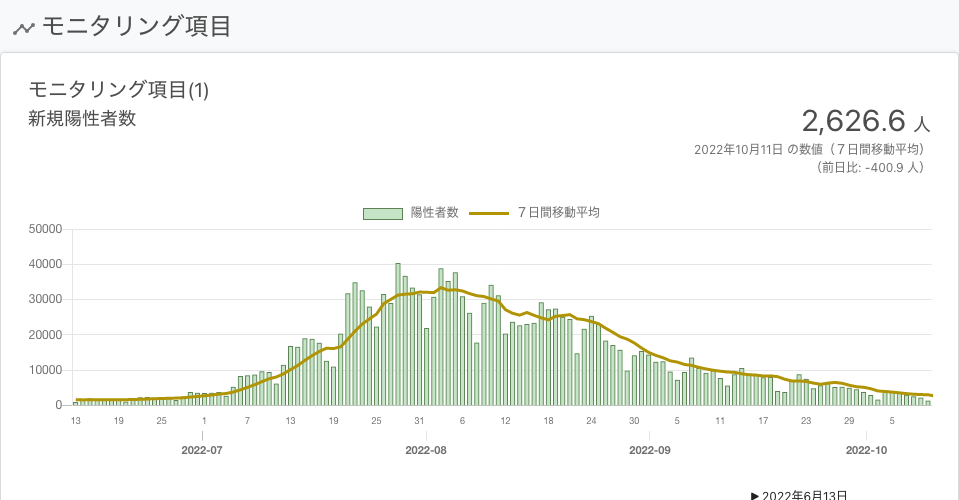 モニタリング項目
モニタリング項目(1)
新規陽性者数
2,626.6 人
2022年10月11日 の数値（７日間移動平均）
（前日比: -400.9 人）
陽性者数 ７日間移動平均
50000
40000
30000
20000
10000
0
13 19 25 1 7 13 19 25 31 6 12 18 24 30 5 11 17 23 29 5
2022-07 2022-08 2022-09 2022-10
▶ 2022年6月13日